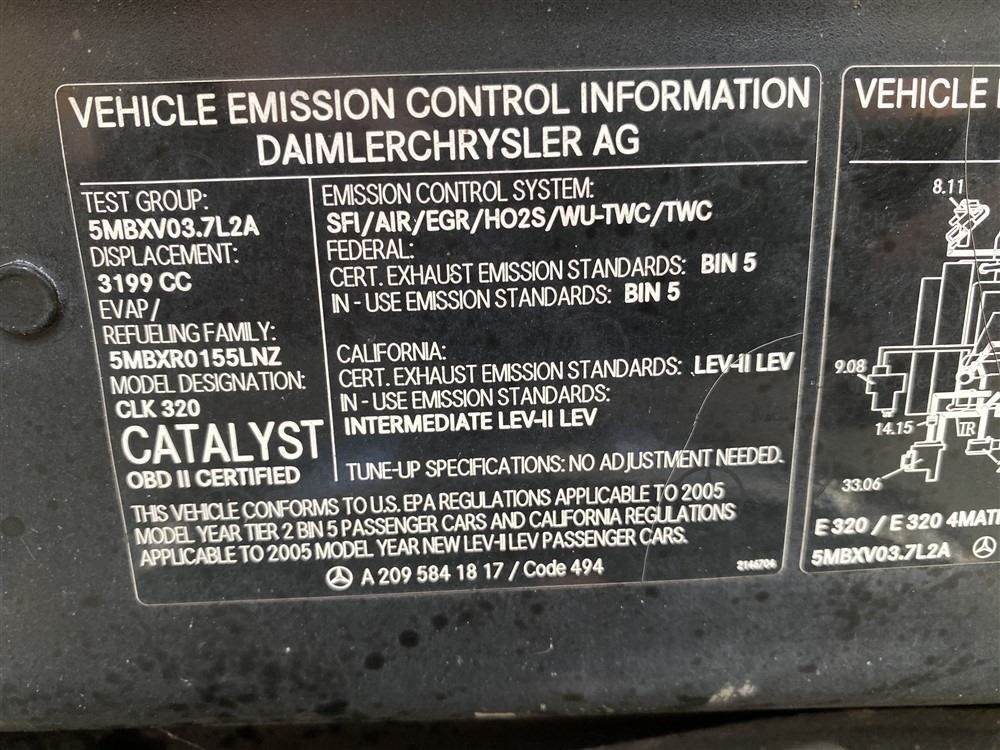 VEHICLE EMISSION CONTROL INFORMATION
DAIMLERCHRYSLER AG
TEST GROUP:
5MBXV03.7L2A
DISPLACEMENT:
3199 CC
EVAP/
REFUELING FAMILY:
5MBXR0155LNZ
MODEL DESIGNATION:
CLK 320
CATALYST
OBD II CERTIFIED
EMISSION CONTROL SYSTEM:
SFI/AIR/EGR/HO2S/WU-TWC/TWC
FEDERAL:
CERT. EXHAUST EMISSION STANDARDS: BIN 5
IN - USE EMISSION STANDARDS: BIN 5
CALIFORNIA:
CERT. EXHAUST EMISSION STANDARDS: LEV-II LEV
IN - USE EMISSION STANDARDS:
INTERMEDIATE LEV-II LEV
TUNE-UP SPECIFICATIONS: NO ADJUSTMENT NEEDED.
THIS VEHICLE CONFORMS TO U.S. EPA REGULATIONS APPLICABLE TO 2005
MODEL YEAR TIER 2 BIN 5 PASSENGER CARS AND CALIFORNIA REGULATIONS
APPLICABLE TO 2005 MODEL YEAR NEW LEV-II LEV PASSENGER CARS.
A 209 584 18 17 / Code 494
2146704
VEHICLE
8.11
9.08
14.15
TR
33.06
E 320 / E 320 4MATI
5MBXV03.7L2A